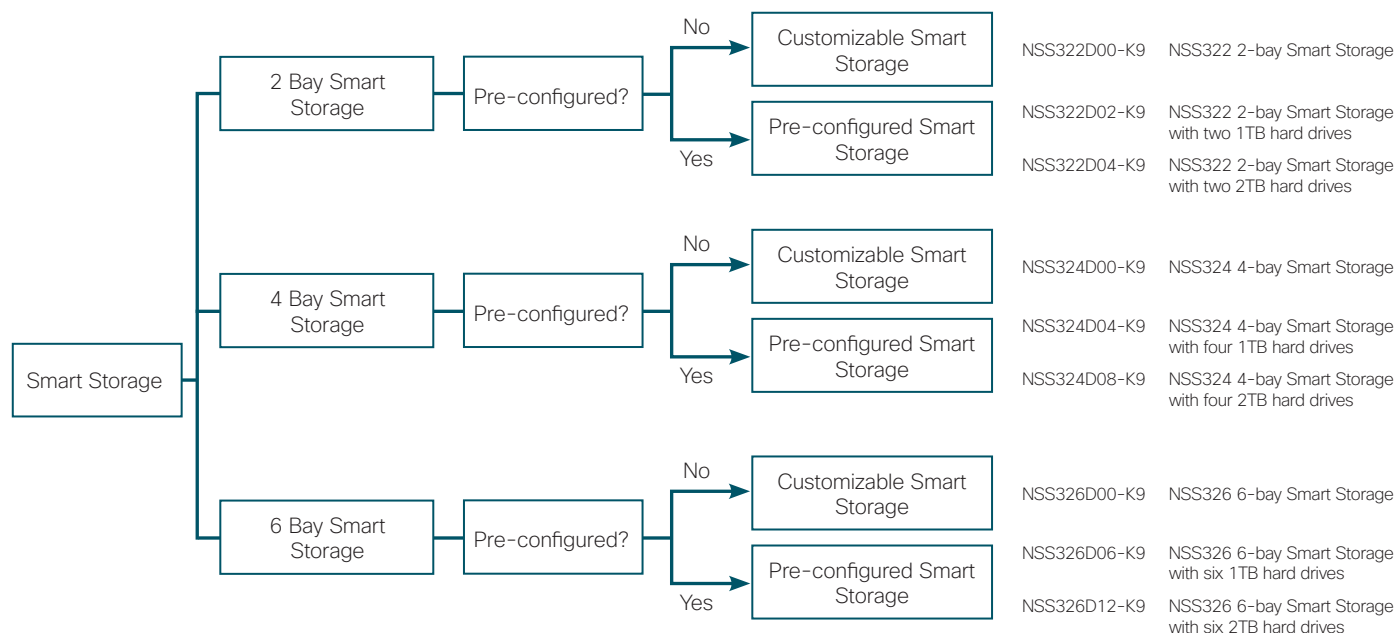 No
Customizable Smart
Storage
NSS322D00-K9 NSS322 2-bay Smart Storage
2 Bay Smart
Storage
Pre-configured?
Yes
Pre-configured Smart
Storage
NSS322D02-K9 NSS322 2-bay Smart Storage
with two 1TB hard drives
NSS322D04-K9 NSS322 2-bay Smart Storage
with two 2TB hard drives
No
Customizable Smart
Storage
NSS324D00-K9 NSS324 4-bay Smart Storage
4 Bay Smart
Storage
Pre-configured?
Yes
Pre-configured Smart
Storage
NSS324D04-K9 NSS324 4-bay Smart Storage
with four 1TB hard drives
NSS324D08-K9 NSS324 4-bay Smart Storage
with four 2TB hard drives
Smart Storage
No
Customizable Smart
Storage
NSS326D00-K9 NSS326 6-bay Smart Storage
6 Bay Smart
Storage
Pre-configured?
Yes
Pre-configured Smart
Storage
NSS326D06-K9 NSS326 6-bay Smart Storage
with six 1TB hard drives
NSS326D12-K9 NSS326 6-bay Smart Storage
with six 2TB hard drives